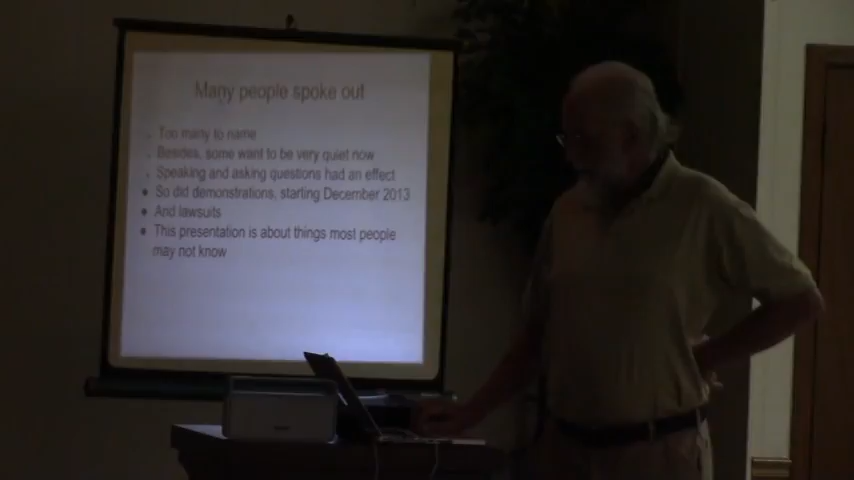 Many people spoke out
Too many to name
Besides, some want to be very quiet now
Speaking and asking questions had an effect
So did demonstrations, starting December 2013
And lawsuits
This presentation is about things most people
may not know